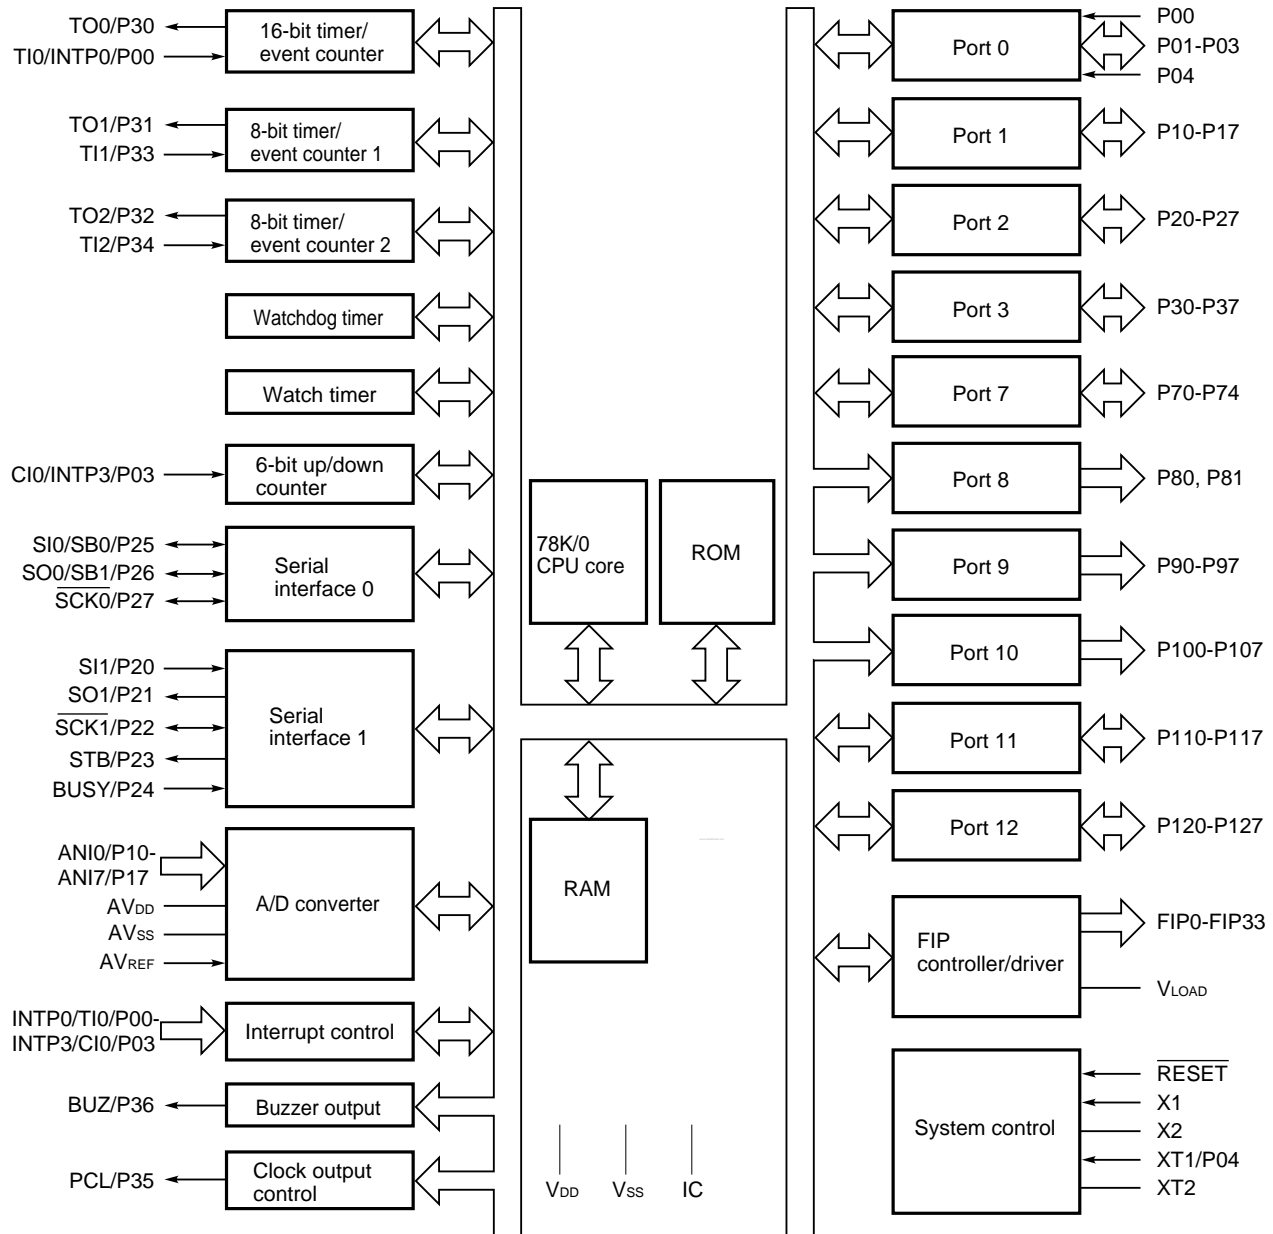 TO0/P30
TI0/INTP0/P00
16-bit timer/
event counter
TO1/P31
TI1/P33
8-bit timer/
event counter 1
TO2/P32
TI2/P34
8-bit timer/
event counter 2
Watchdog timer
Watch timer
CI0/INTP3/P03
6-bit up/down
counter
SI0/SB0/P25
SO0/SB1/P26
SCK0/P27
Serial
interface 0
SI1/P20
SO1/P21
SCK1/P22
STB/P23
BUSY/P24
Serial
interface 1
ANI0/P10-
ANI7/P17
AVDD
AVSS
AVREF
A/D converter
INTP0/TI0/P00-
INTP3/CI0/P03
Interrupt control
BUZ/P36
Buzzer output
PCL/P35
Clock output
control
78K/0
CPU core
ROM
RAM
VDD
VSS
IC
Port 0
P00
P01-P03
P04
Port 1
P10-P17
Port 2
P20-P27
Port 3
P30-P37
Port 7
P70-P74
Port 8
P80, P81
Port 9
P90-P97
Port 10
P100-P107
Port 11
P110-P117
Port 12
P120-P127
FIP
controller/driver
FIP0-FIP33
VLOAD
System control
RESET
X1
X2
XT1/P04
XT2